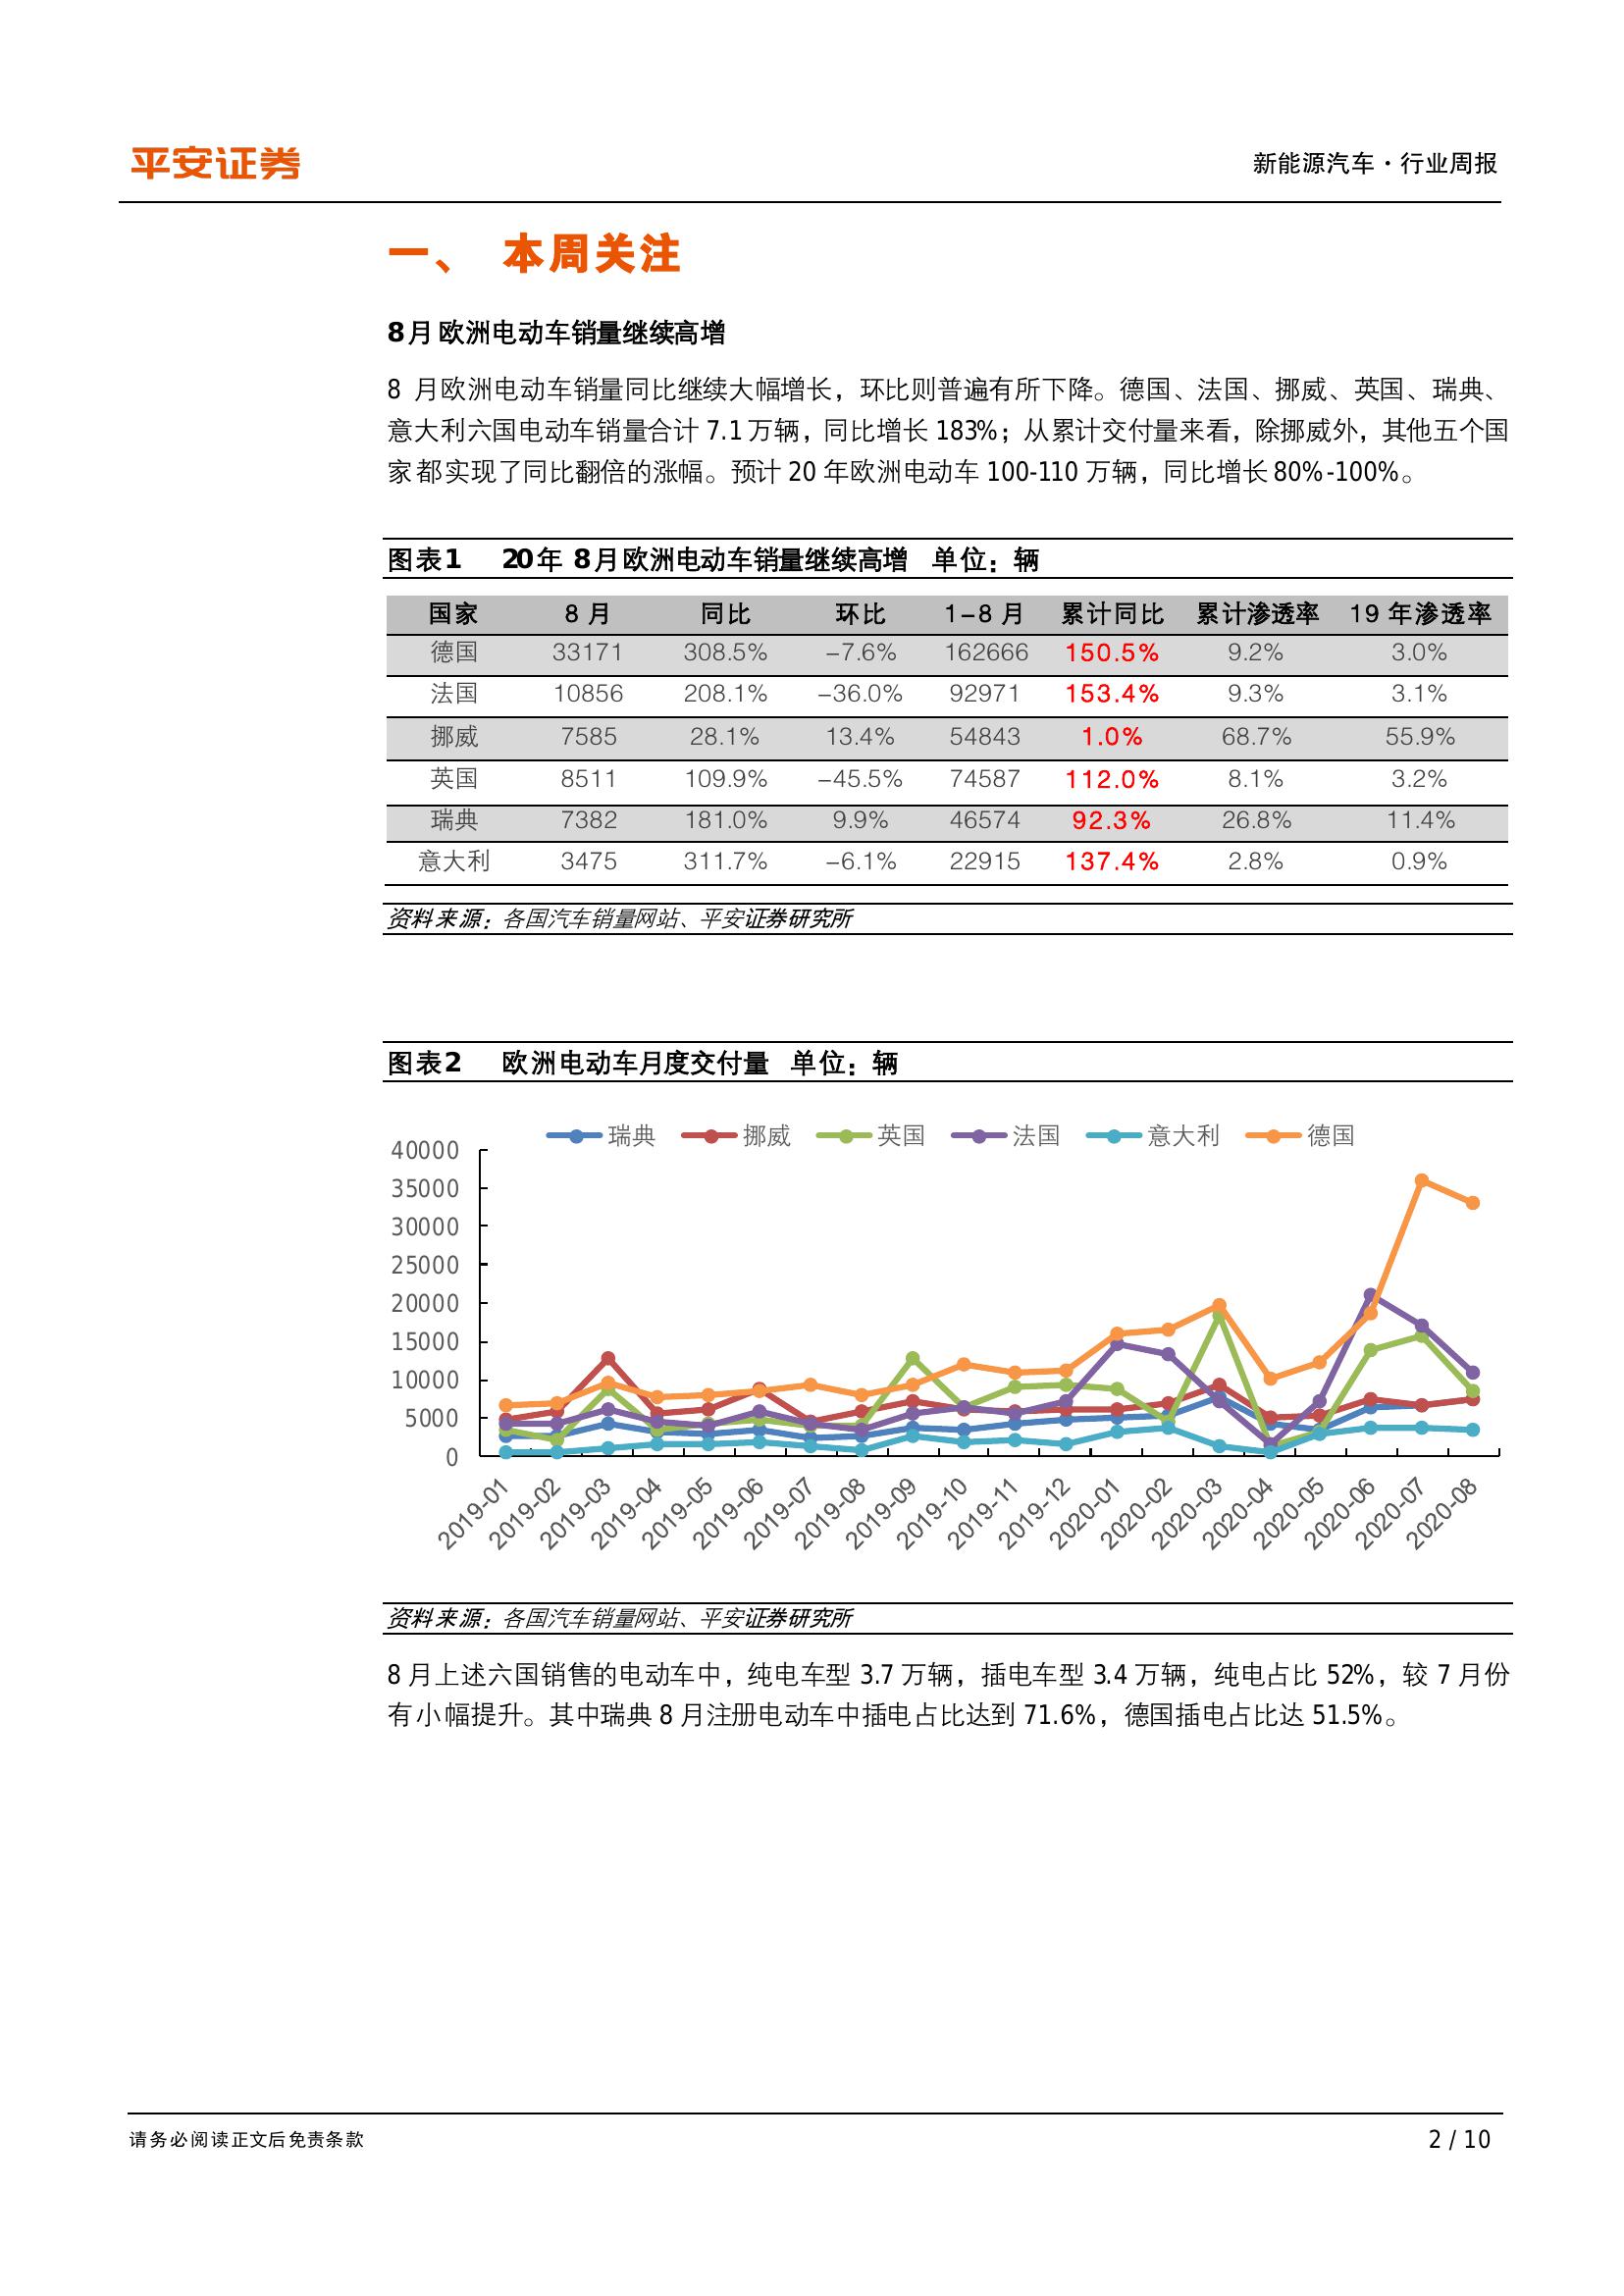 平安证券
新能源汽车·行业周报
一、 本周关注
8月欧洲电动车销量继续高增
8 月欧洲电动车销量同比继续大幅增长，环比则普遍有所下降。德国、法国、挪威、英国、瑞典、
意大利六国电动车销量合计 7.1 万辆，同比增长 183%；从累计交付量来看，除挪威外，其他五个国
家都实现了同比翻倍的涨幅。预计 20 年欧洲电动车 100-110 万辆，同比增长 80%-100%。
图表1 20年 8月欧洲电动车销量继续高增 单位：辆
国家 8 月 同比 环比 1-8 月 累计同比 累计渗透率 19 年渗透率
德国 33171 308.5% -7.6% 162666 150.5% 9.2% 3.0%
法国 10856 208.1% -36.0% 92971 153.4% 9.3% 3.1%
挪威 7585 28.1% 13.4% 54843 1.0% 68.7% 55.9%
英国 8511 109.9% -45.5% 74587 112.0% 8.1% 3.2%
瑞典 7382 181.0% 9.9% 46574 92.3% 26.8% 11.4%
意大利 3475 311.7% -6.1% 22915 137.4% 2.8% 0.9%
资料来源：各国汽车销量网站、平安证券研究所
图表2 欧洲电动车月度交付量 单位：辆
瑞典 挪威 英国 法国 意大利 德国
40000
35000
30000
25000
20000
15000
10000
5000
0
2019-01 2019-02 2019-03 2019-04 2019-05 2019-06 2019-07 2019-08 2019-09 2019-10 2019-11 2019-12 2020-01 2020-02 2020-03 2020-04 2020-05 2020-06 2020-07 2020-08
资料来源：各国汽车销量网站、平安证券研究所
8 月上述六国销售的电动车中，纯电车型 3.7 万辆，插电车型 3.4 万辆，纯电占比 52%，较 7 月份
有小幅提升。其中瑞典 8 月注册电动车中插电占比达到 71.6%，德国插电占比达 51.5%。
请务必阅读正文后免责条款
2 / 10